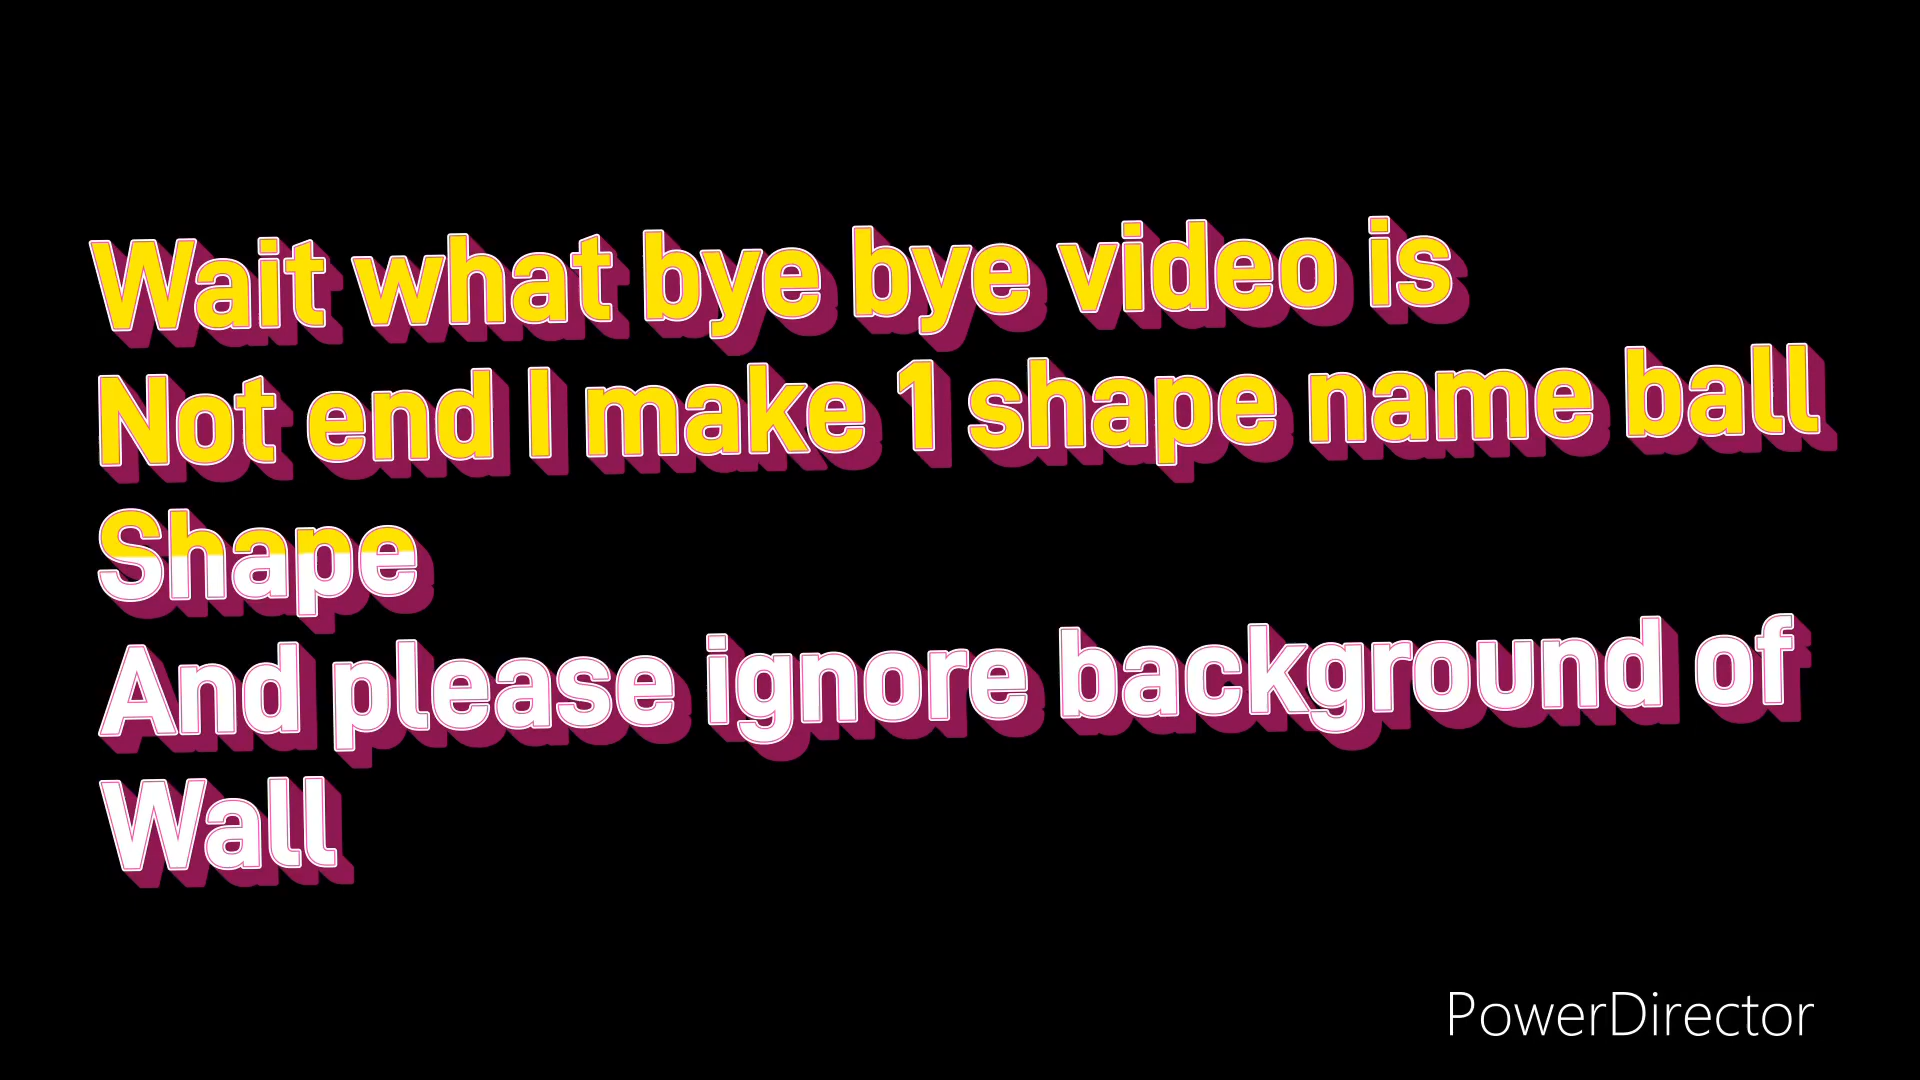 Wait what bye bye video is
Not end I make 1 shape name ball
Shape
And please ignore background of
Wall
PowerDirector